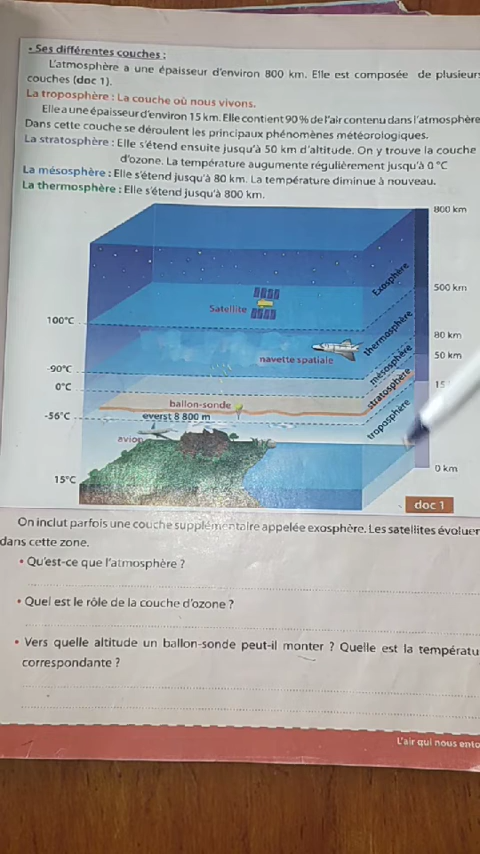 • Ses différentes couches :
L'atmosphère a une épaisseur d'environ 800 km. Elle est composée de plusieurs
couches (doc 1).
La troposphère : La couche où nous vivons.
Elle a une épaisseur d'environ 15 km. Elle contient 90 % de l'air contenu dans l'atmosphère
Dans cette couche se déroulent les principaux phénomènes météorologiques.
La stratosphère : Elle s'étend ensuite jusqu'à 50 km d'altitude. On y trouve la couche
d'ozone. La température augumente régulièrement jusqu'à 0 °C
La mésosphère : Elle s'étend jusqu'à 80 km. La température diminue à nouveau.
La thermosphère : Elle s'étend jusqu'à 800 km.
800 km
Exosphère
500 km
Satellite
100°C
thermosphère
80 km
navette spatiale
50 km
mésosphère
-90°C
0°C
15
stratosphère
ballon-sonde
-56°C
everst 8 800 m
troposphère
avion
0 km
15°C
doc 1
On inclut parfois une couche supplémentaire appelée exosphère. Les satellites évoluer
dans cette zone.
• Qu'est-ce que l'atmosphère ?
• Quel est le rôle de la couche d'ozone ?
• Vers quelle altitude un ballon-sonde peut-il monter ? Quelle est la températu
correspondante ?
L'air qui nous ento